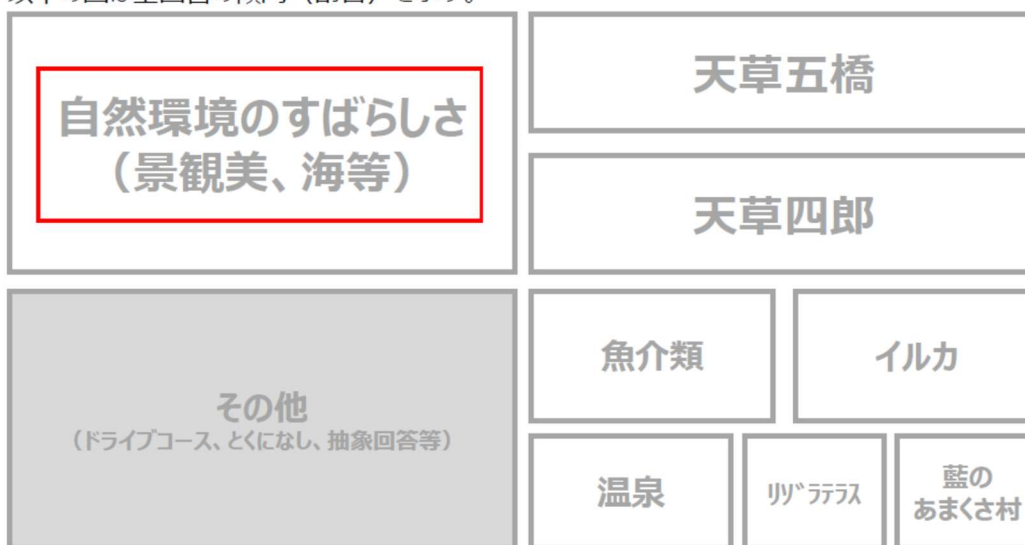 自然環境のすばらしさ
（景観美、海等）
天草五橋
天草四郎
その他
（ドライブコース、とくになし、抽象回答等）
魚介類
イルカ
温泉
リゾラテラス
藍の
あまくさ村